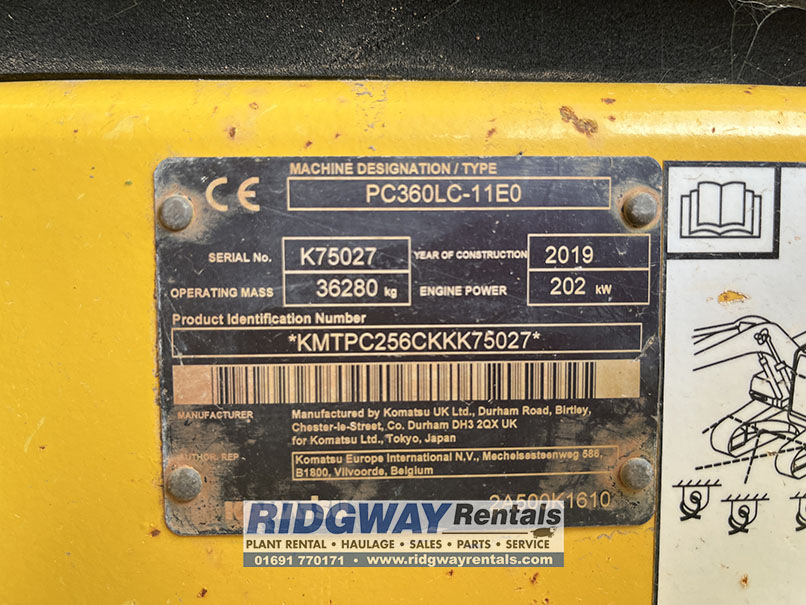 CE
MACHINE DESIGNATION / TYPE
PC360LC-11E0
SERIAL No. K75027 YEAR OF CONSTRUCTION 2019
OPERATING MASS 36280 kg ENGINE POWER 202 kW
Product Identification Number
*KMTPC256CKKK75027*
MANUFACTURER
Manufactured by Komatsu UK Ltd., Durham Road, Birtley,
Chester-le-Street, Co. Durham DH3 2QX UK
for Komatsu Ltd., Tokyo, Japan
AUTHOR. REP
Komatsu Europe International N.V., Mechelsesteenweg 586,
B1800, Vilvoorde, Belgium
2A500K1610
RIDGWAY Rentals
PLANT RENTAL • HAULAGE • SALES • PARTS • SERVICE
01691 770171 • www.ridgwayrentals.com